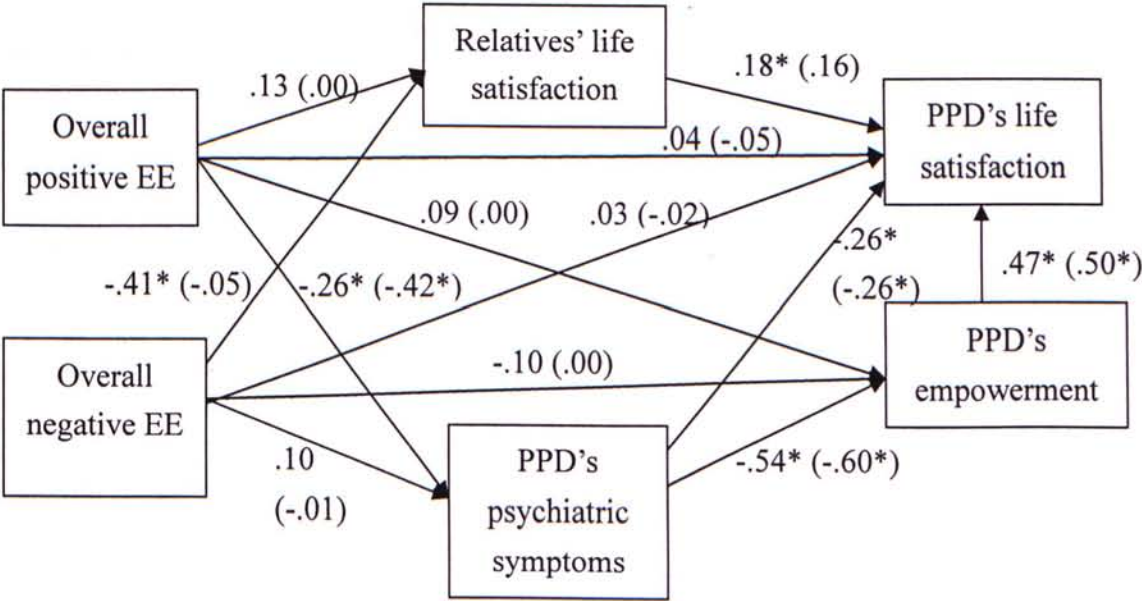 Relatives' life
satisfaction
.13 (.00)
.18* (.16)
Overall
positive EE
PPD's life
satisfaction
.04 (-.05)
.09 (.00)
.03 (-.02)
-.26*
(-.26*)
-.41* (-.05)
-.26* (-.42*)
.47* (.50*)
Overall
negative EE
-.10 (.00)
PPD's
empowerment
.10
(-.01)
PPD's
psychiatric
symptoms
-.54* (-.60*)